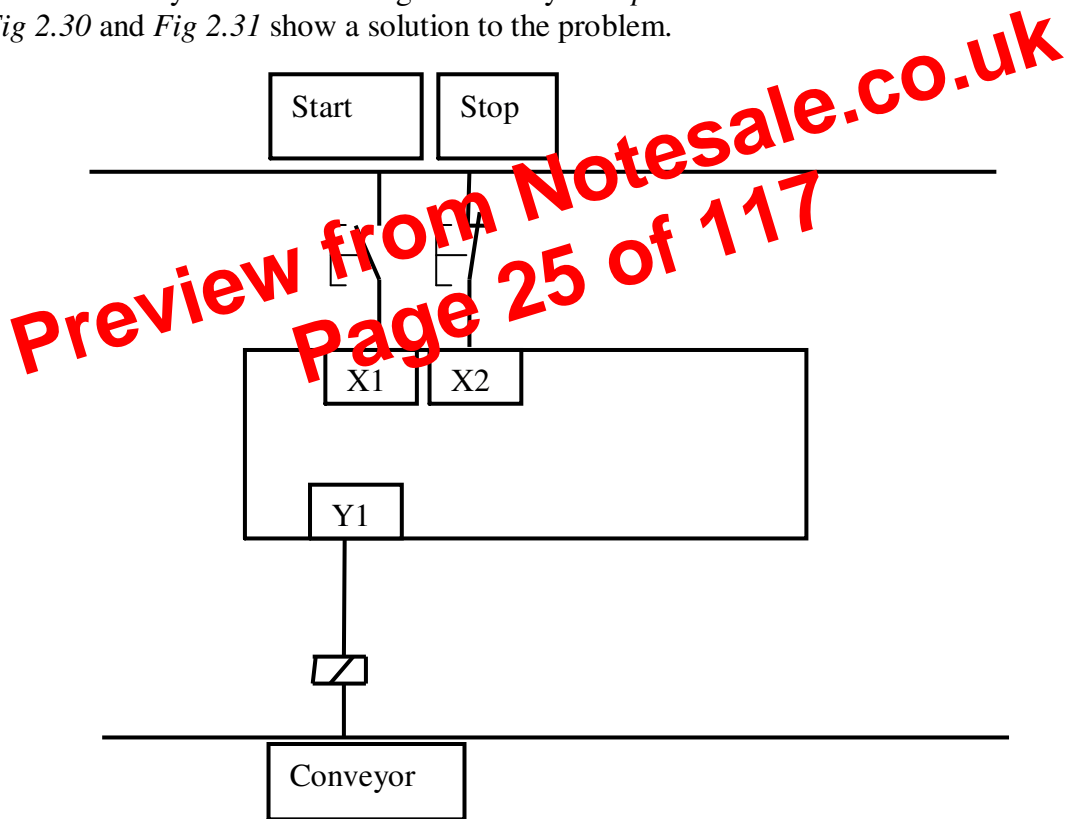 Fig 2.30 and Fig 2.31 show a solution to the problem.
Start Stop
Preview from Notesale.co.uk
Page 25 of 117
X1 X2
Y1
Conveyor